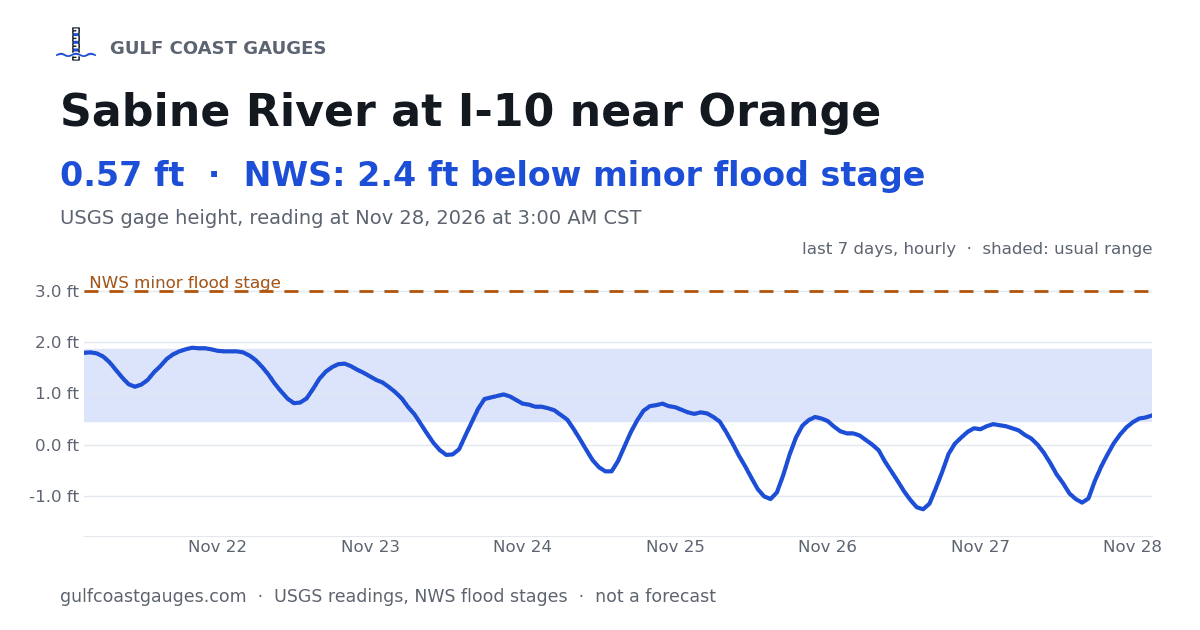 GULF COAST GAUGES
Sabine River at I-10 near Orange
0.57 ft · NWS: 2.4 ft below minor flood stage
USGS gage height, reading at Nov 28, 2026 at 3:00 AM CST
last 7 days, hourly · shaded: usual range
NWS minor flood stage
3.0 ft
2.0 ft
1.0 ft
0.0 ft
-1.0 ft
Nov 22 Nov 23 Nov 24 Nov 25 Nov 26 Nov 27 Nov 28
gulfcoastgauges.com · USGS readings, NWS flood stages · not a forecast